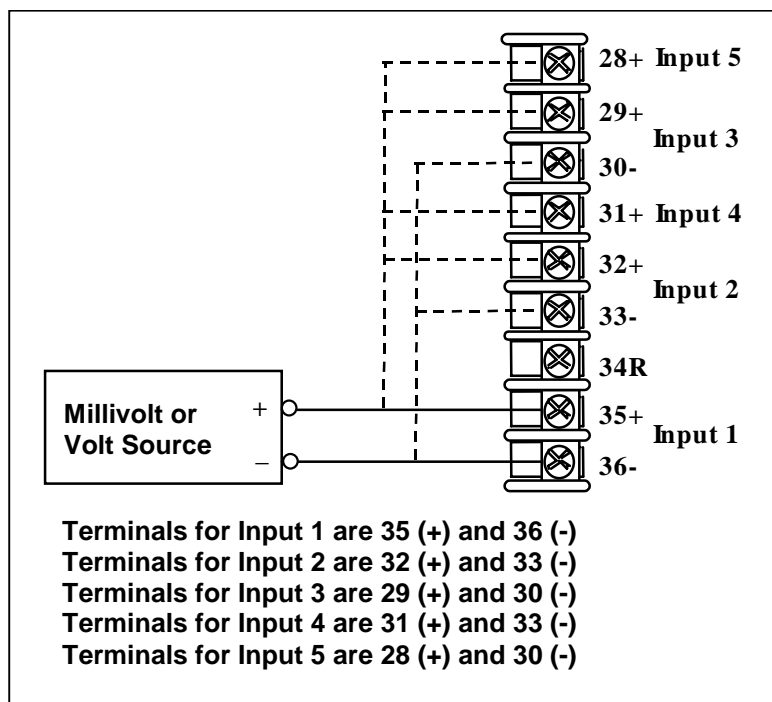 28+ Input 5
29+
Input 3
30-
31+ Input 4
32+
Input 2
33-
34R
Millivolt or
Volt Source
+
–
35+
Input 1
36-
Terminals for Input 1 are 35 (+) and 36 (-)
Terminals for Input 2 are 32 (+) and 33 (-)
Terminals for Input 3 are 29 (+) and 30 (-)
Terminals for Input 4 are 31 (+) and 33 (-)
Terminals for Input 5 are 28 (+) and 30 (-)